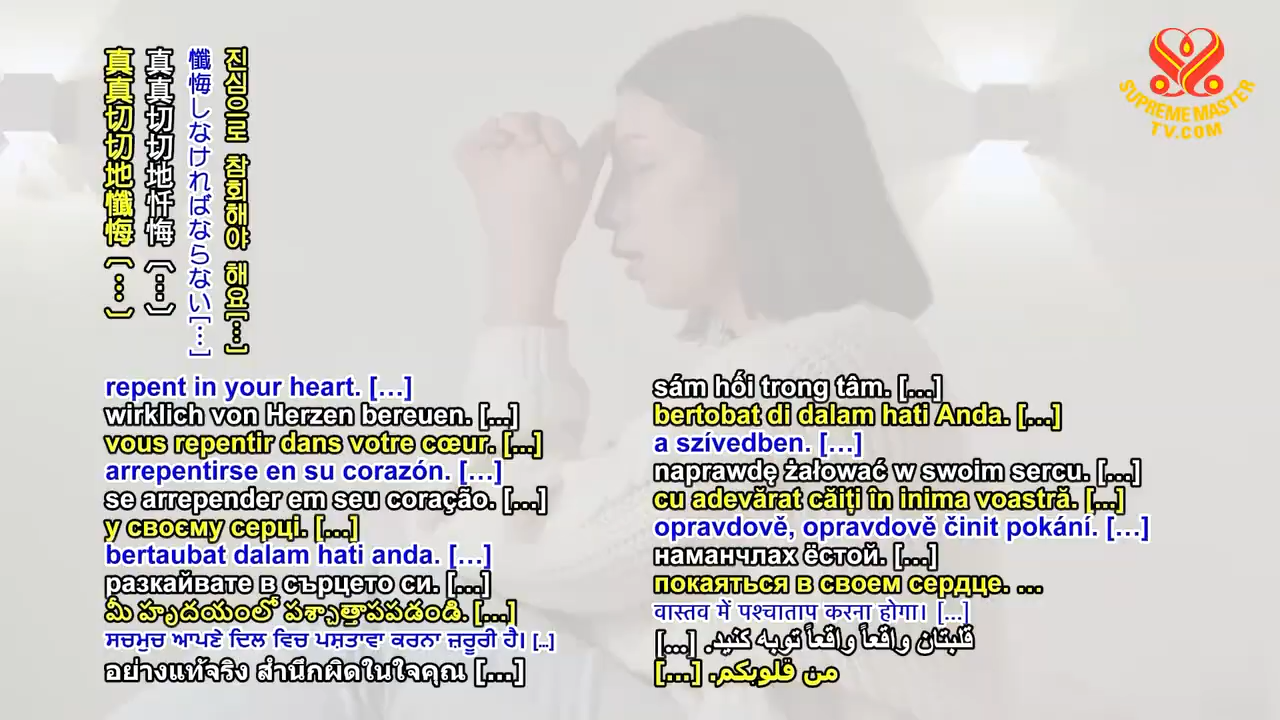 真真切切地懺悔〔…〕
真真切切地忏悔〔…〕
懺悔しなければならない[…]
진심으로 참회해야 해요[…]
repent in your heart. […]
wirklich von Herzen bereuen. [...]
vous repentir dans votre cœur. [...]
arrepentirse en su corazón. […]
se arrepender em seu coração. [...]
у своєму серці. [...]
bertaubat dalam hati anda. […]
разкайвате в сърцето си. [...]
మీ హృదయంలో పశ్చాత్తాపపడండి. [...]
ਸਚਮੁਚ ਆਪਣੇ ਦਿਲ ਵਿਚ ਪਸ਼ਤਾਵਾ ਕਰਨਾ ਜ਼ਰੂਰੀ ਹੈ। [...]
อย่างแท้จริง สำนึกผิดในใจคุณ […]
sám hối trong tâm. [...]
bertobat di dalam hati Anda. [...]
a szívedben. […]
naprawdę żałować w swoim sercu. [...]
cu adevărat căiți în inima voastră. [...]
opravdově, opravdově činit pokání. […]
наманчлах ёстой. [...]
покаяться в своем сердце. ...
वास्तव में पश्चाताप करना होगा। [...]
قلبتان واقعاً واقعاً توبه کنید. [...]
من قلوبكم. [...]
SUPREME MASTER
TV.COM